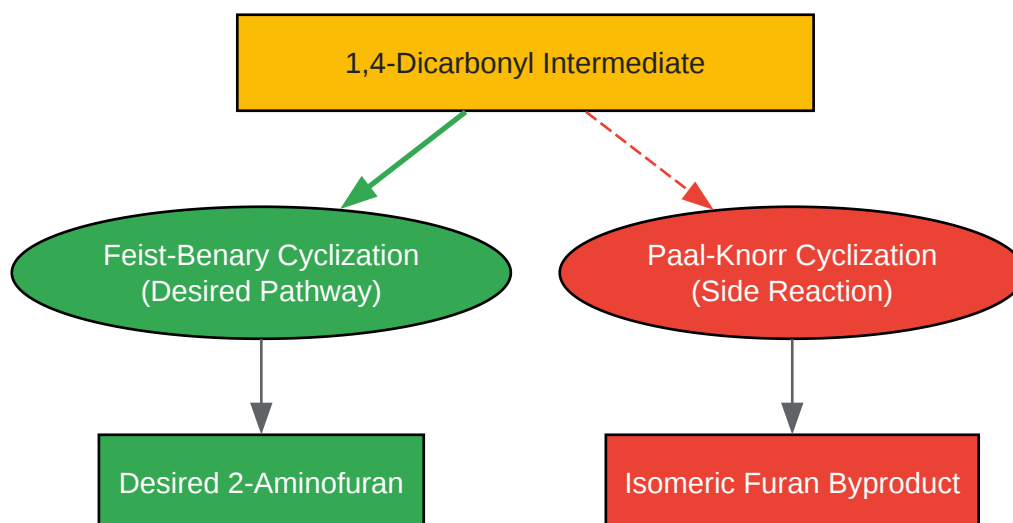 1,4-Dicarbonyl Intermediate
Feist-Benary Cyclization
(Desired Pathway)
Paal-Knorr Cyclization
(Side Reaction)
Desired 2-Aminofuran
Isomeric Furan Byproduct